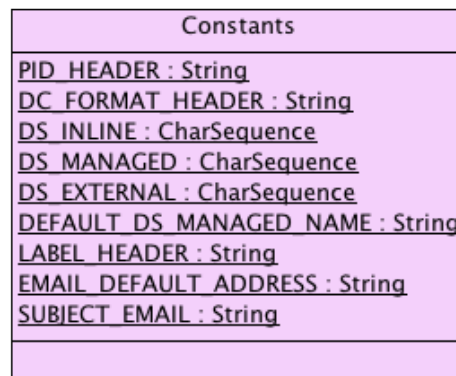 Constants
PID_HEADER : String
DC_FORMAT_HEADER : String
DS_INLINE : CharSequence
DS_MANAGED : CharSequence
DS_EXTERNAL : CharSequence
DEFAULT_DS_MANAGED_NAME : String
LABEL_HEADER : String
EMAIL_DEFAULT_ADDRESS : String
SUBJECT_EMAIL : String